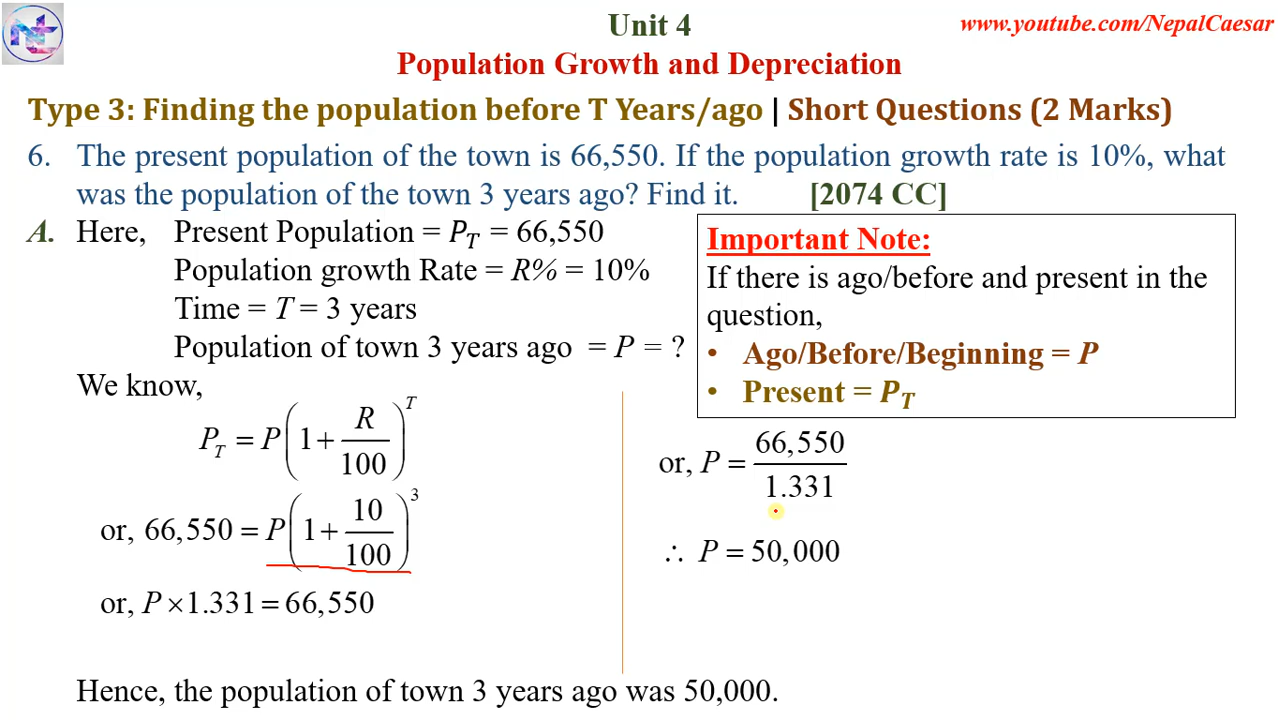 Unit 4
www.youtube.com/NepalCaesar
Population Growth and Depreciation
Type 3: Finding the population before T Years/ago | Short Questions (2 Marks)
6. The present population of the town is 66,550. If the population growth rate is 10%, what
was the population of the town 3 years ago? Find it. [2074 CC]
A. Here, Present Population = P_T = 66,550
Population growth Rate = R% = 10%
Time = T = 3 years
Population of town 3 years ago = P = ?
We know,
P_T = P(1 + R/100)^T
or, 66,550 = P(1 + 10/100)^3
or, P × 1.331 = 66,550
Important Note:
If there is ago/before and present in the
question,
• Ago/Before/Beginning = P
• Present = P_T
or, P = 66,550/1.331
∴ P = 50,000
Hence, the population of town 3 years ago was 50,000.